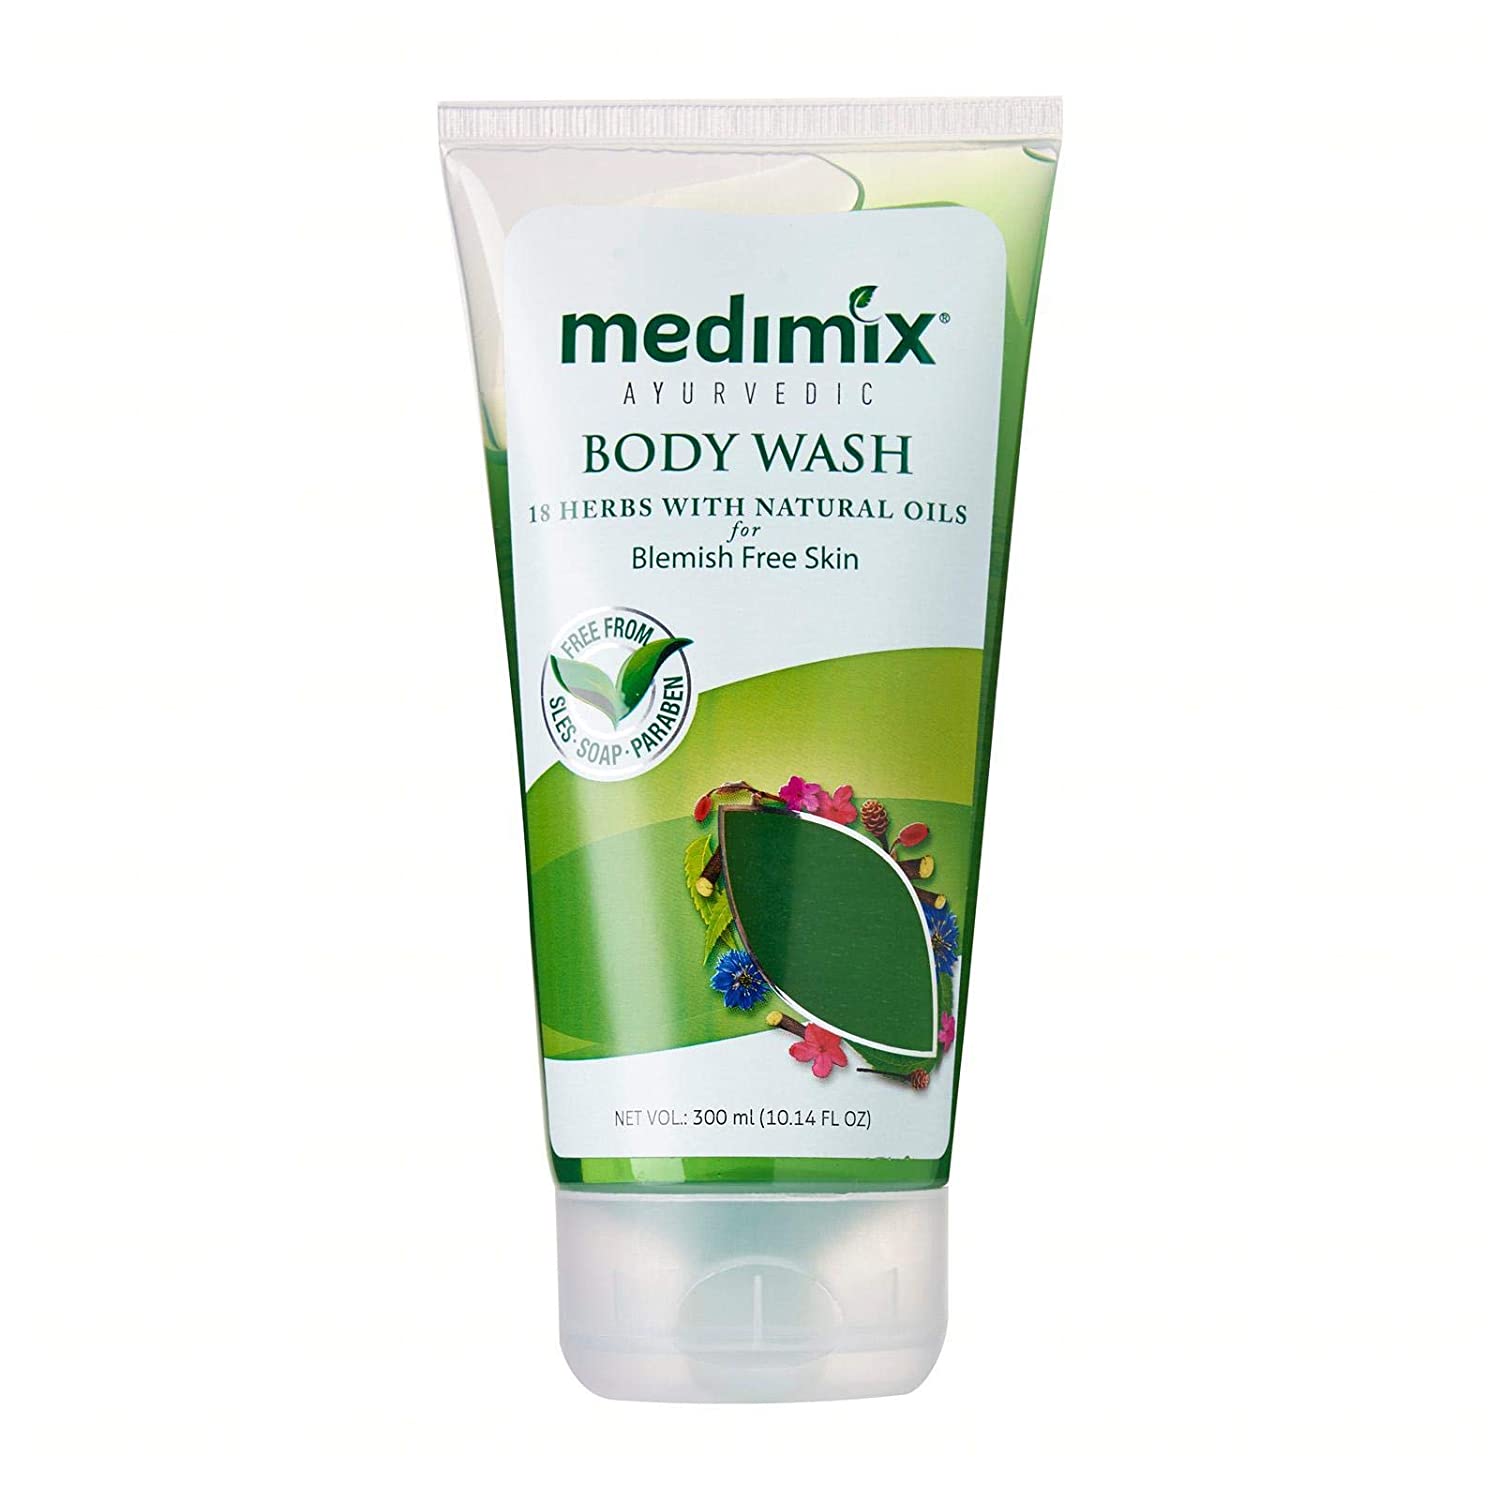 medimix®
AYURVEDIC
BODY WASH
18 HERBS WITH NATURAL OILS
for
Blemish Free Skin
FREE FROM
SLES · SOAP · PARABEN
NET VOL.: 300 ml (10.14 FL OZ)